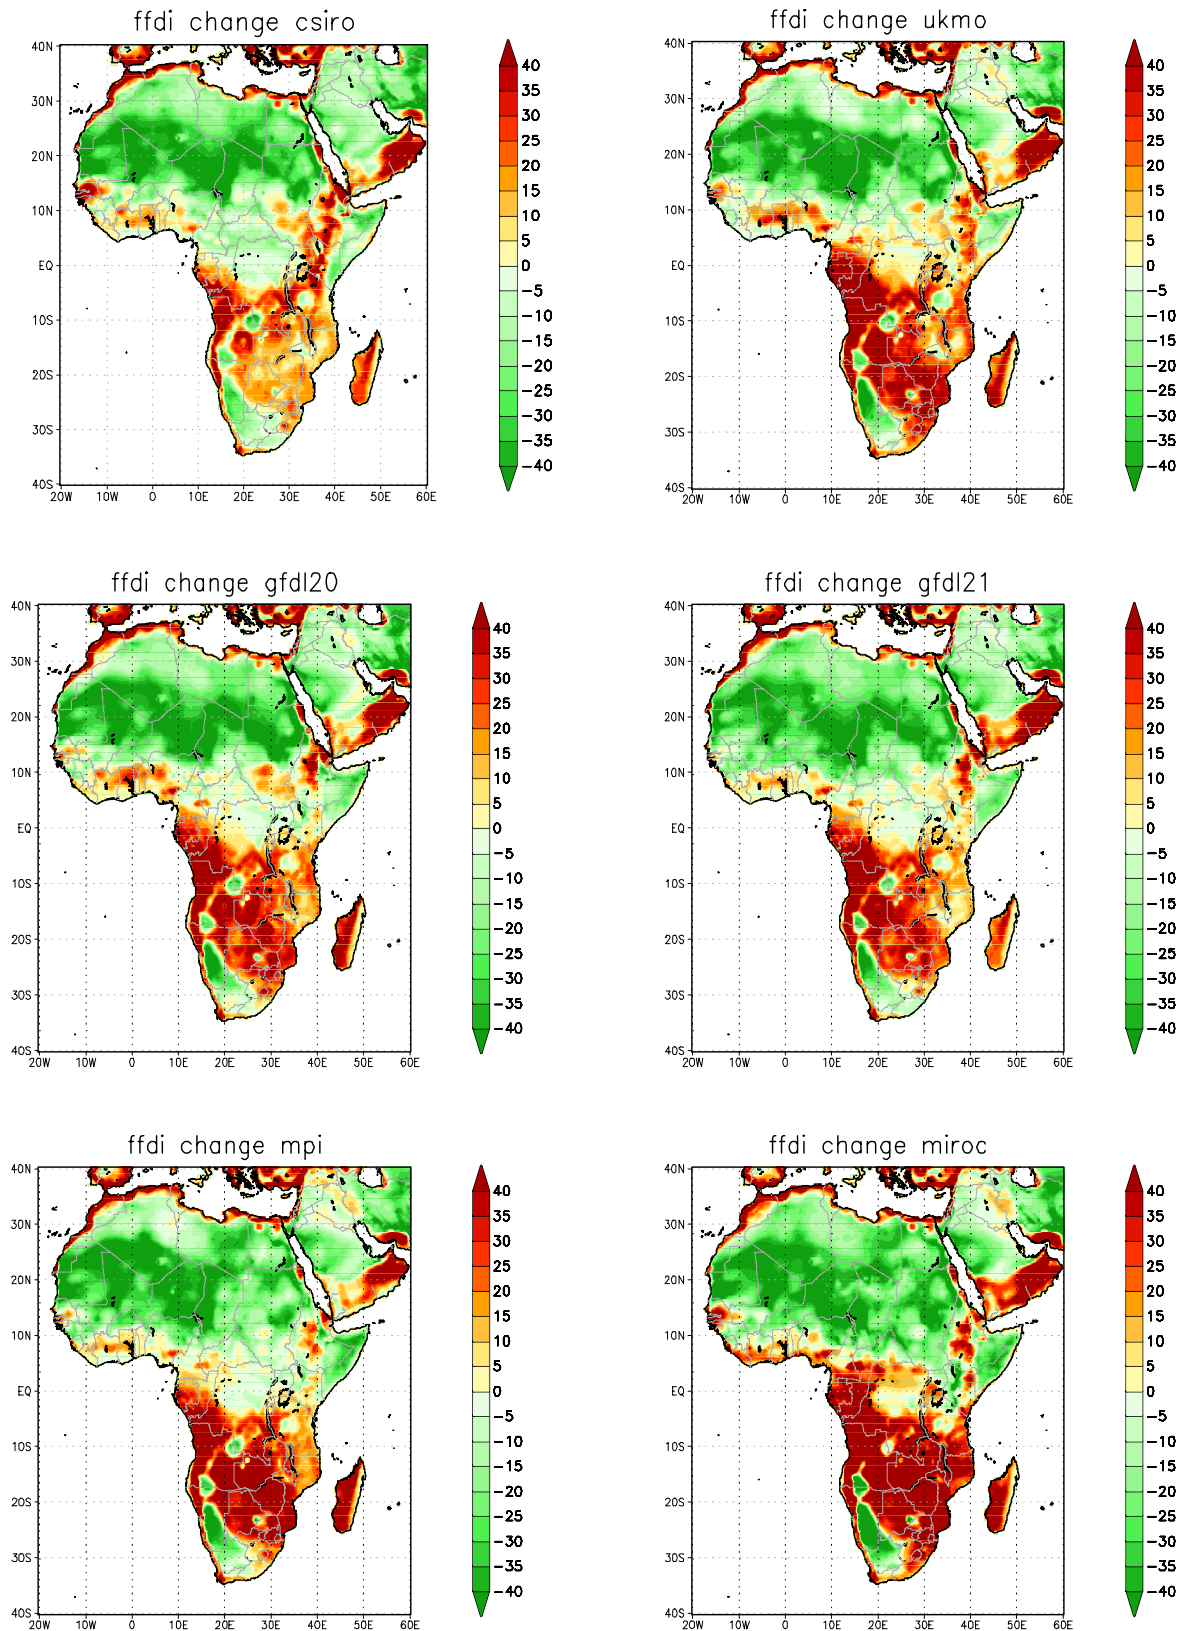 ffdi change csiro
40N
30N
20N
10N
EQ
10S
20S
30S
40S
20W 10W 0 10E 20E 30E 40E 50E 60E
40
35
30
25
20
15
10
5
0
-5
-10
-15
-20
-25
-30
-35
-40
ffdi change ukmo
40N
30N
20N
10N
EQ
10S
20S
30S
40S
20W 10W 0 10E 20E 30E 40E 50E 60E
40
35
30
25
20
15
10
5
0
-5
-10
-15
-20
-25
-30
-35
-40
ffdi change gfdl20
40N
30N
20N
10N
EQ
10S
20S
30S
40S
20W 10W 0 10E 20E 30E 40E 50E 60E
40
35
30
25
20
15
10
5
0
-5
-10
-15
-20
-25
-30
-35
-40
ffdi change gfdl21
40N
30N
20N
10N
EQ
10S
20S
30S
40S
20W 10W 0 10E 20E 30E 40E 50E 60E
40
35
30
25
20
15
10
5
0
-5
-10
-15
-20
-25
-30
-35
-40
ffdi change mpi
40N
30N
20N
10N
EQ
10S
20S
30S
40S
20W 10W 0 10E 20E 30E 40E 50E 60E
40
35
30
25
20
15
10
5
0
-5
-10
-15
-20
-25
-30
-35
-40
ffdi change miroc
40N
30N
20N
10N
EQ
10S
20S
30S
40S
20W 10W 0 10E 20E 30E 40E 50E 60E
40
35
30
25
20
15
10
5
0
-5
-10
-15
-20
-25
-30
-35
-40